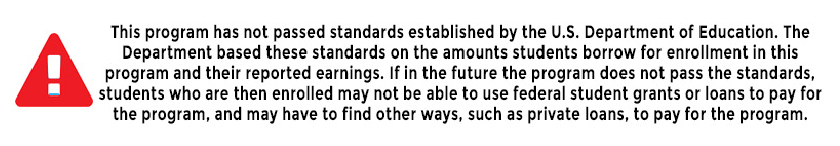 This program has not passed standards established by the U.S. Department of Education. The
Department based these standards on the amounts students borrow for enrollment in this
program and their reported earnings. If in the future the program does not pass the standards,
students who are then enrolled may not be able to use federal student grants or loans to pay for
the program, and may have to find other ways, such as private loans, to pay for the program.